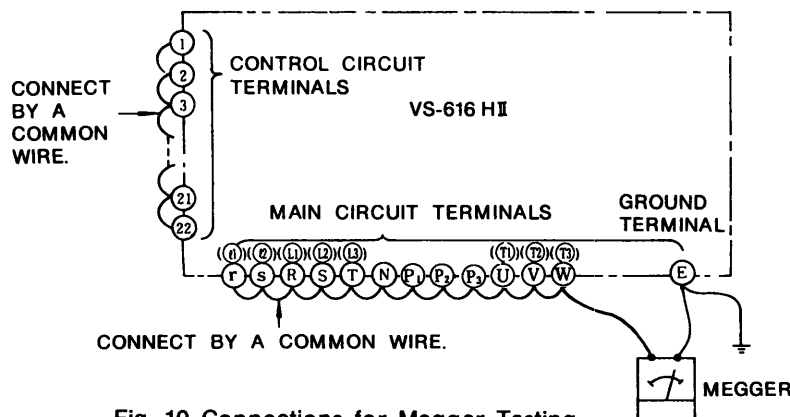 1
2
3
21
22
CONTROL CIRCUIT
TERMINALS
CONNECT
BY A
COMMON
WIRE.
VS-616 HⅡ
MAIN CIRCUIT TERMINALS
GROUND
TERMINAL
(ℓ1) (ℓ2) (L1) (L2) (L3) (T1) (T2) (T3)
r s R S T N P1 P2 P3 U V W E
CONNECT BY A COMMON WIRE.
MEGGER
Fig. 10 Connections for Megger Testing